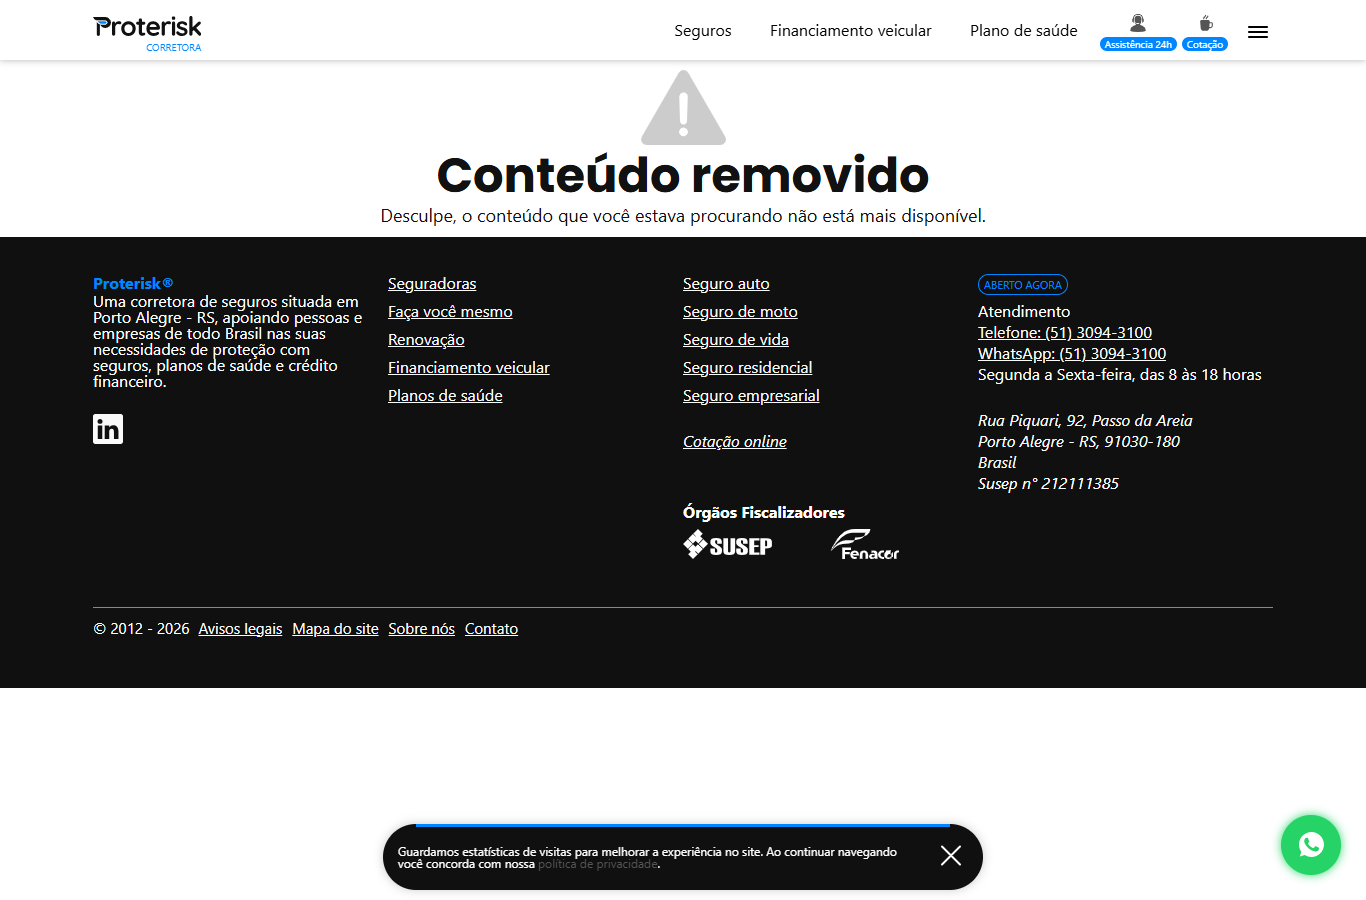 Proterisk
CORRETORA
Seguros
Financiamento veicular
Plano de saúde
Assistência 24h
Cotação
Conteúdo removido
Desculpe, o conteúdo que você estava procurando não está mais disponível.
Proterisk®
Uma corretora de seguros situada em
Porto Alegre - RS, apoiando pessoas e
empresas de todo Brasil nas suas
necessidades de proteção com
seguros, planos de saúde e crédito
financeiro.
in
Seguradoras
Faça você mesmo
Renovação
Financiamento veicular
Planos de saúde
Seguro auto
Seguro de moto
Seguro de vida
Seguro residencial
Seguro empresarial
Cotação online
Órgãos Fiscalizadores
SUSEP
Fenacor
ABERTO AGORA
Atendimento
Telefone: (51) 3094-3100
WhatsApp: (51) 3094-3100
Segunda a Sexta-feira, das 8 às 18 horas
Rua Piquari, 92, Passo da Areia
Porto Alegre - RS, 91030-180
Brasil
Susep n° 212111385
© 2012 - 2026 Avisos legais Mapa do site Sobre nós Contato
Guardamos estatísticas de visitas para melhorar a experiência no site. Ao continuar navegando
você concorda com nossa política de privacidade.